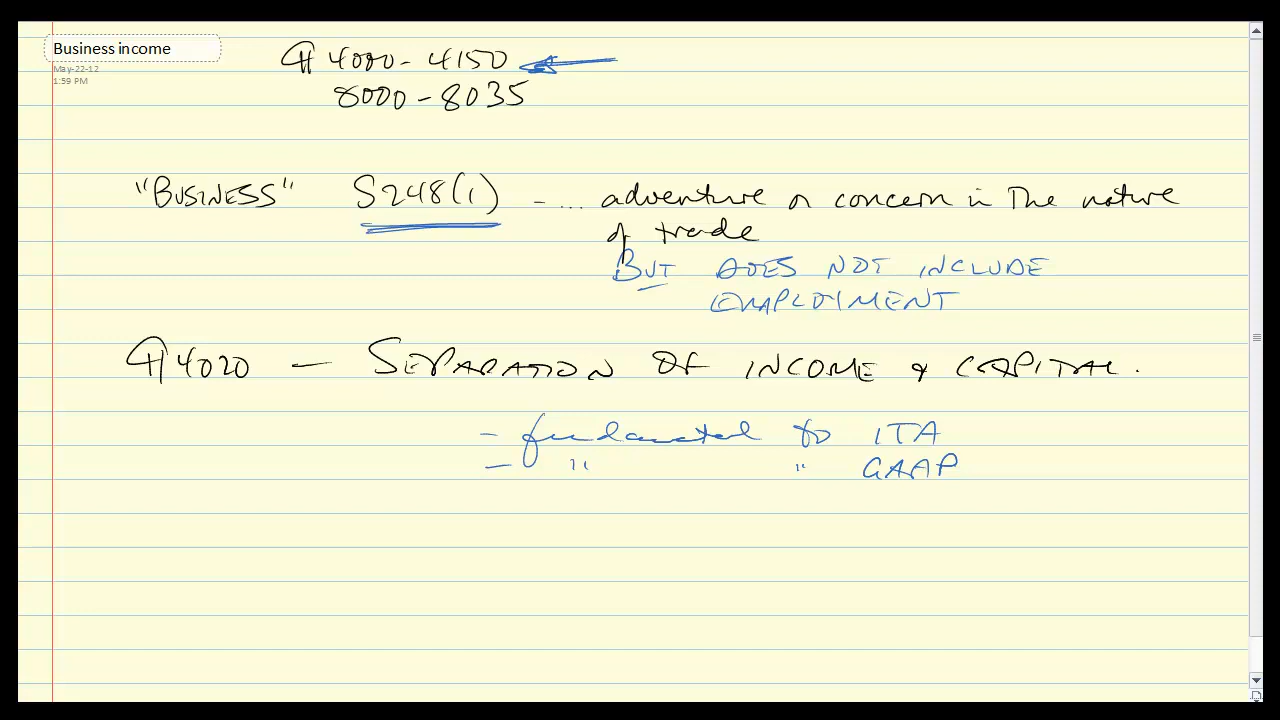 Business income
May-22-12
1:59 PM
¶ 4000 - 4150
8000 - 8035
"BUSINESS" S248(1) - ... adventure or concern in the nature
of trade
BUT DOES NOT INCLUDE
EMPLOYMENT
¶ 4020 — SEPARATION OF INCOME & CAPITAL.
- fundamental to ITA
- " " GAAP